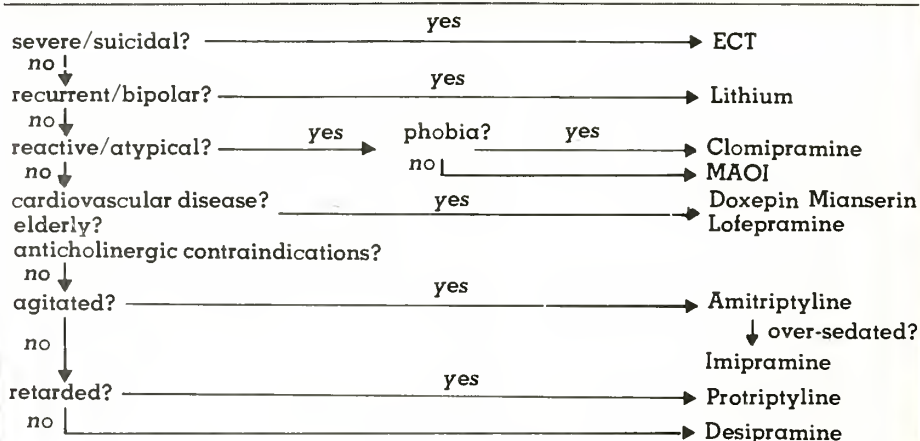 yes
severe/suicidal? ECT
no
yes
recurrent/bipolar? Lithium
no
reactive/atypical? yes phobia? yes Clomipramine
no no MAOI
cardiovascular disease? yes Doxepin Mianserin
elderly? Lofepramine
anticholinergic contraindications?
no
yes
agitated? Amitriptyline
over-sedated?
no
Imipramine
yes
retarded? Protriptyline
no
Desipramine